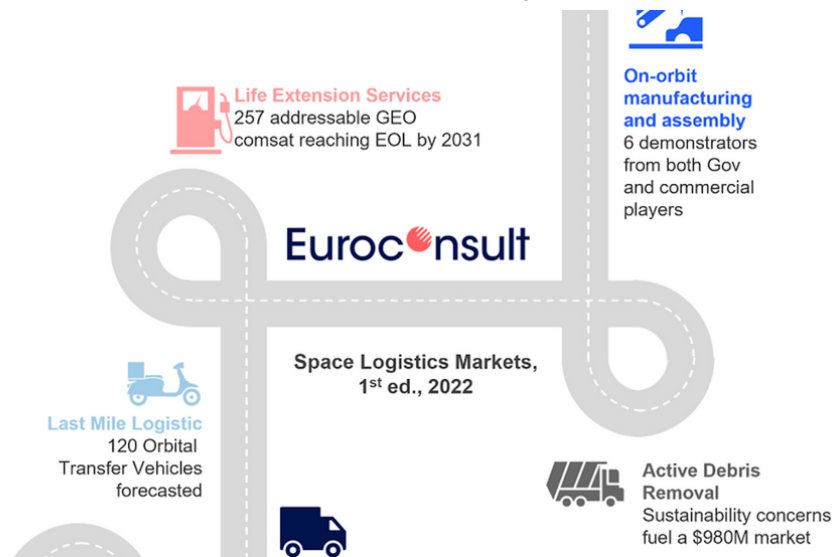 On-orbit
manufacturing
and assembly
6 demonstrators
from both Gov
and commercial
players
Life Extension Services
257 addressable GEO
comsat reaching EOL by 2031
Euroconsult
Space Logistics Markets,
1st ed., 2022
Last Mile Logistic
120 Orbital
Transfer Vehicles
forecasted
Active Debris
Removal
Sustainability concerns
fuel a $980M market